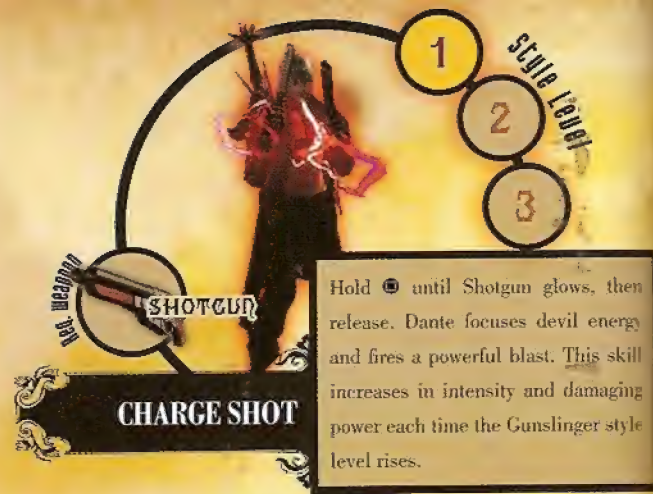 1
Style Level
2
3
Req. Weapon
SHOTGUN
CHARGE SHOT
Hold until Shotgun glows, then
release. Dante focuses devil energy
and fires a powerful blast. This skill
increases in intensity and damaging
power each time the Gunslinger style
level rises.